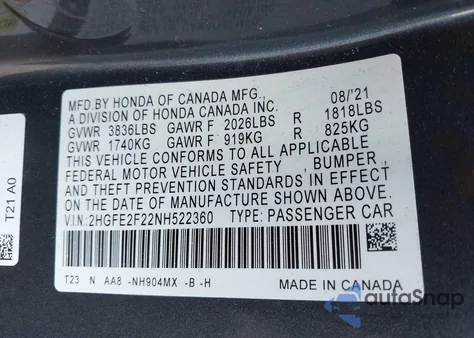 MFD.BY HONDA OF CANADA MFG., 08/'21
A DIVISION OF HONDA CANADA INC.
GVWR 3836LBS GAWR F 2026LBS R 1818LBS
GVWR 1740KG GAWR F 919KG R 825KG
THIS VEHICLE CONFORMS TO ALL APPLICABLE
FEDERAL MOTOR VEHICLE SAFETY , BUMPER ,
AND THEFT PREVENTION STANDARDS IN EFFECT
ON THE DATE OF MANUFACTURE SHOWN ABOVE.
V.I.N: 2HGFE2F22NH522360 TYPE: PASSENGER CAR
T23 N AA8 -NH904MX -B -H MADE IN CANADA
T21 A0
autoSnap